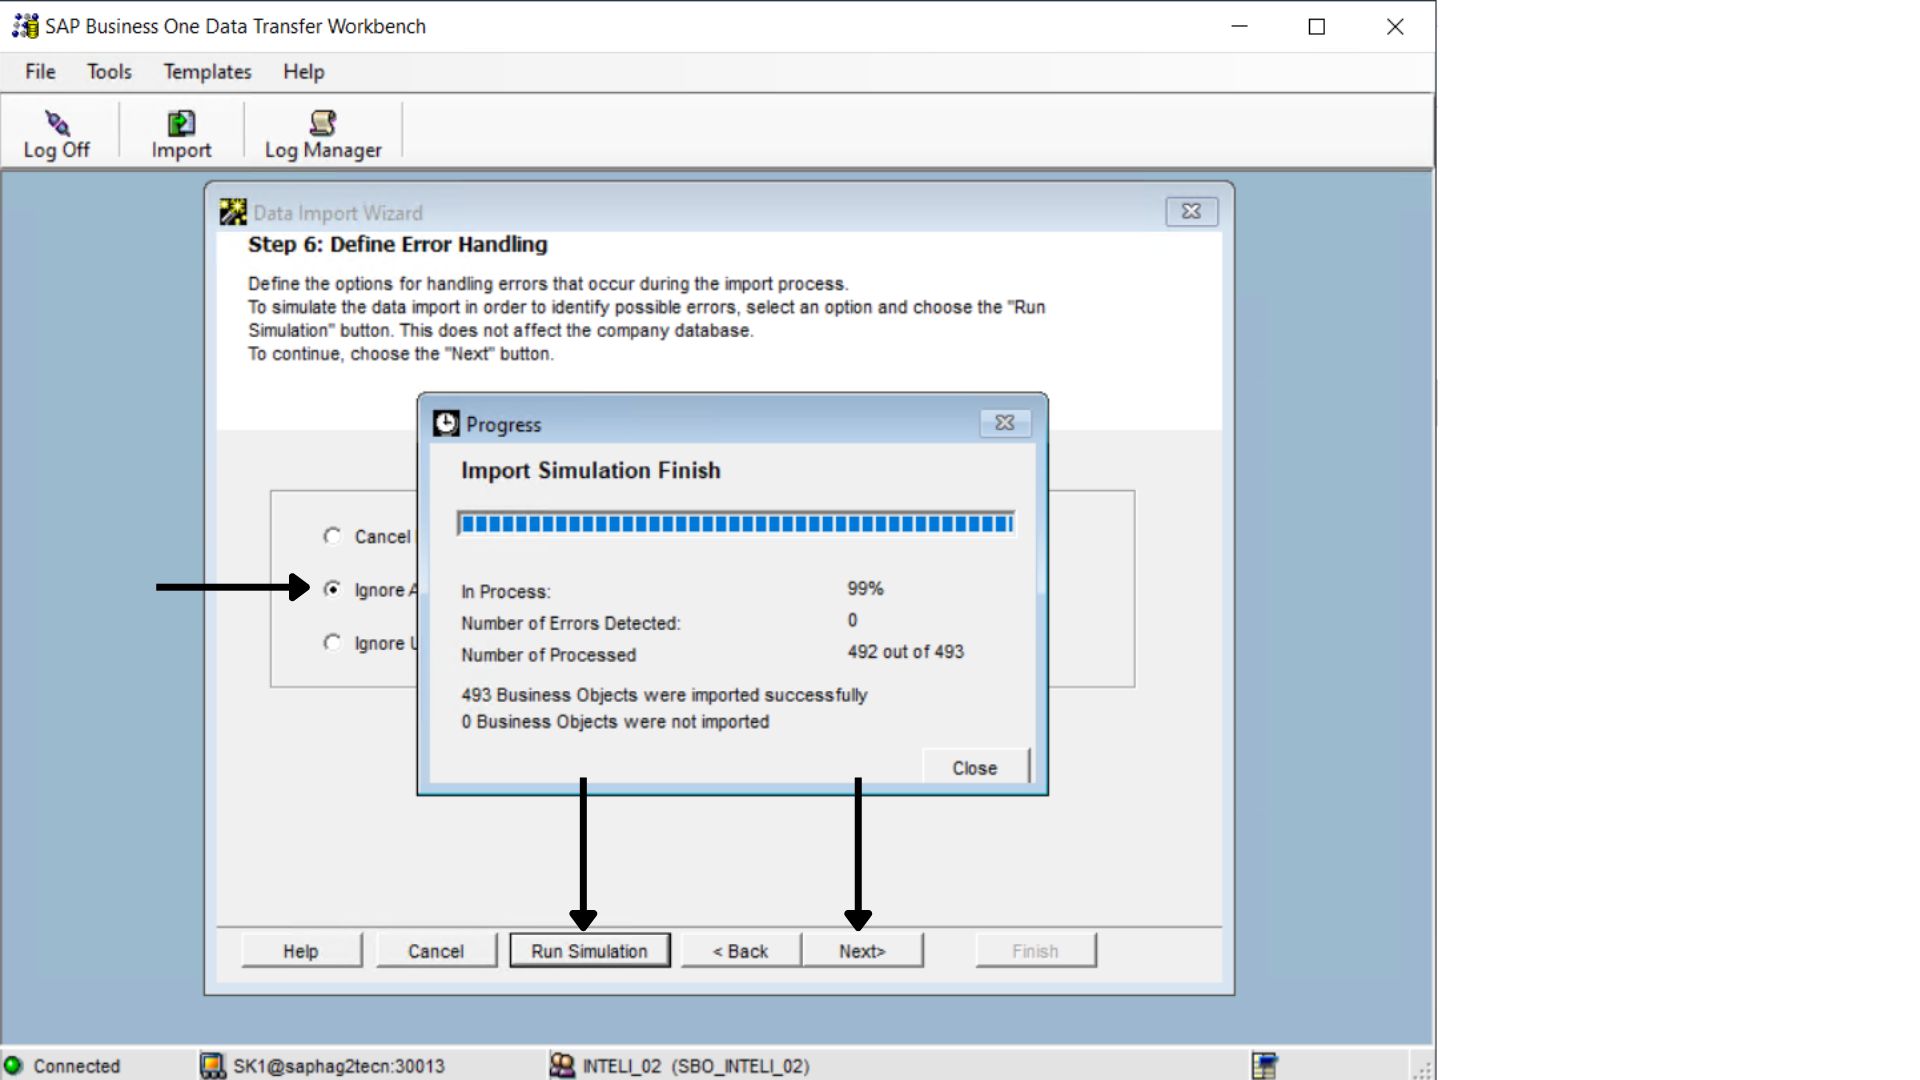 SAP Business One Data Transfer Workbench
File Tools Templates Help
Log Off Import Log Manager
Data Import Wizard
Step 6: Define Error Handling
Define the options for handling errors that occur during the import process.
To simulate the data import in order to identify possible errors, select an option and choose the "Run
Simulation" button. This does not affect the company database.
To continue, choose the "Next" button.
Progress
Import Simulation Finish
Cancel
Ignore A
Ignore U
In Process: 99%
Number of Errors Detected: 0
Number of Processed 492 out of 493
493 Business Objects were imported successfully
0 Business Objects were not imported
Close
Help Cancel Run Simulation < Back Next> Finish
Connected SK1@saphag2tecn:30013 INTELI_02 (SBO_INTELI_02)